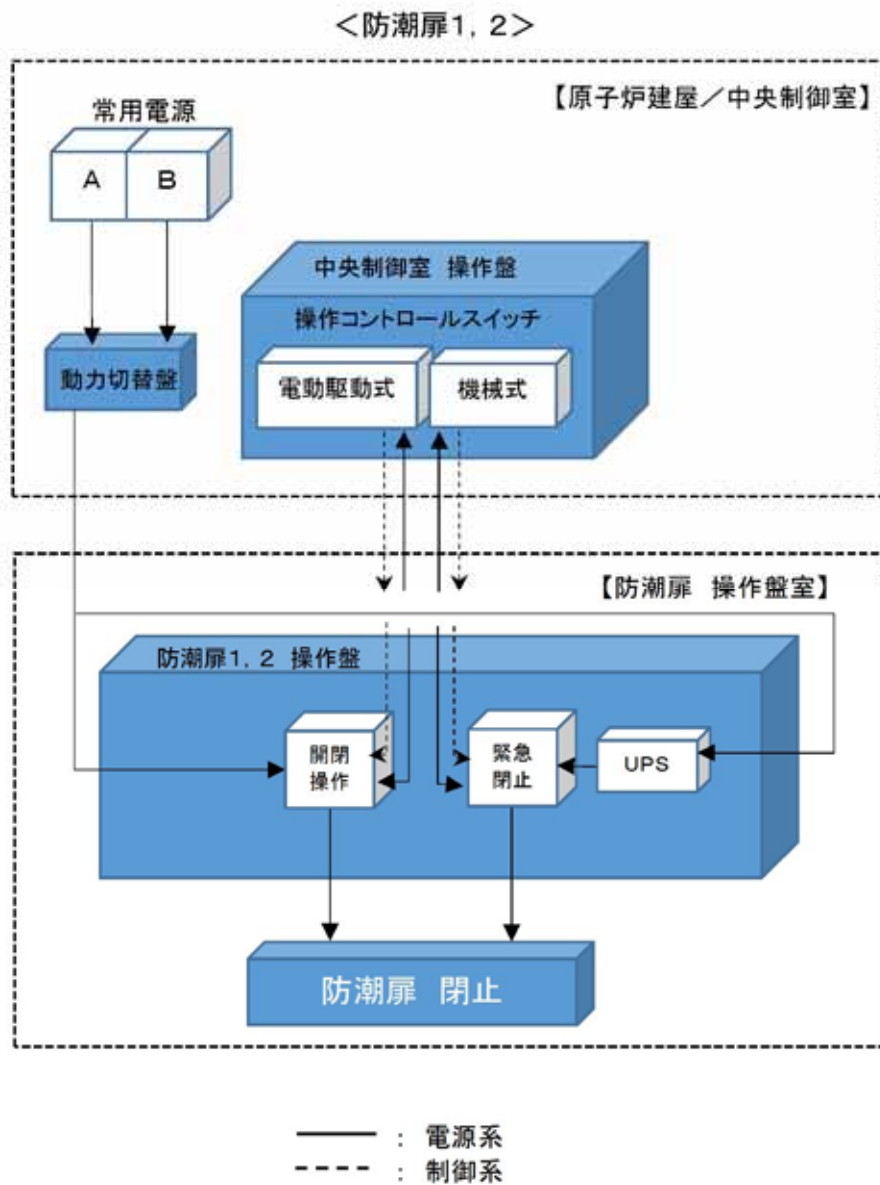 ＜防潮扉1，2＞
【原子炉建屋／中央制御室】
常用電源
A
B
中央制御室 操作盤
操作コントロールスイッチ
動力切替盤
電動駆動式
機械式
【防潮扉 操作盤室】
防潮扉1，2 操作盤
開閉
操作
緊急
閉止
UPS
防潮扉 閉止
： 電源系
： 制御系